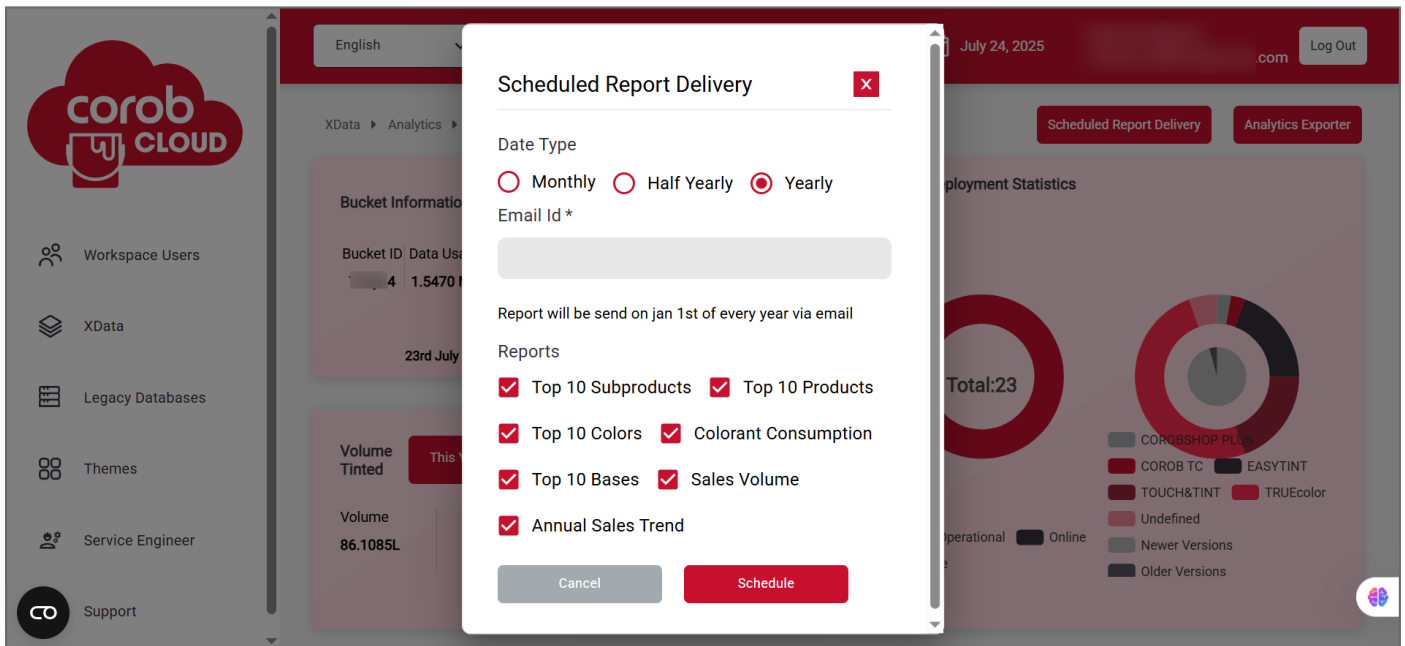 corob
CLOUD
Workspace Users
XData
Legacy Databases
Themes
Service Engineer
Support
English
July 24, 2025
.com
Log Out
XData
Analytics
Scheduled Report Delivery
Analytics Exporter
Bucket Informatio
Bucket ID
Data Usa
4
1.5470
23rd July
Volume
Tinted
This Y
Volume
86.1085L
Scheduled Report Delivery
X
Date Type
Monthly Half Yearly Yearly
Email Id *
Report will be send on jan 1st of every year via email
Reports
Top 10 Subproducts Top 10 Products
Top 10 Colors Colorant Consumption
Top 10 Bases Sales Volume
Annual Sales Trend
Cancel Schedule
ployment Statistics
Total:23
perational Online
e
COROBSHOP PLUS
COROB TC EASYTINT
TOUCH&TINT TRUEcolor
Undefined
Newer Versions
Older Versions